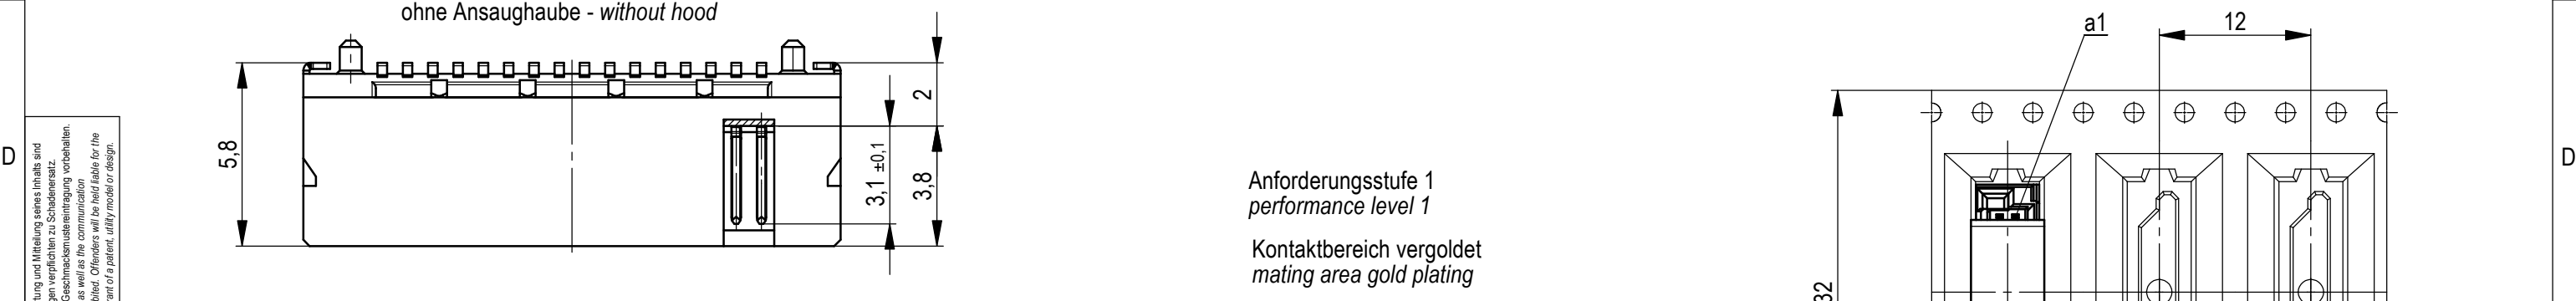 ohne Ansaughaube - without hood
5,8
2
3,1 ±0,1
3,8
D
tung und Mitteilung seines Inhalts sind
gen verpflichten zu Schadenersatz.
Geschmacksmustereintragung vorbehalten.
as well as the communication
bited. Offenders will be held liable for the
rant of a patent, utility model or design.
Anforderungsstufe 1
performance level 1
Kontaktbereich vergoldet
mating area gold plating
a1
12
32
D